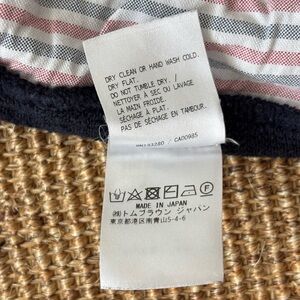 DRY CLEAN OR HAND WASH COLD.
DRY FLAT.
DO NOT TUMBLE DRY. /
NETTOYER À SEC OU LAVAGE
LA MAIN FROIDE.
SÉCHAGE À PLAT.
PAS DE SÉCHAGE EN TAMBOUR.
/ CA00985
MADE IN JAPAN
㈱トムブラウン ジャパン
東京都港区南青山5-4-6